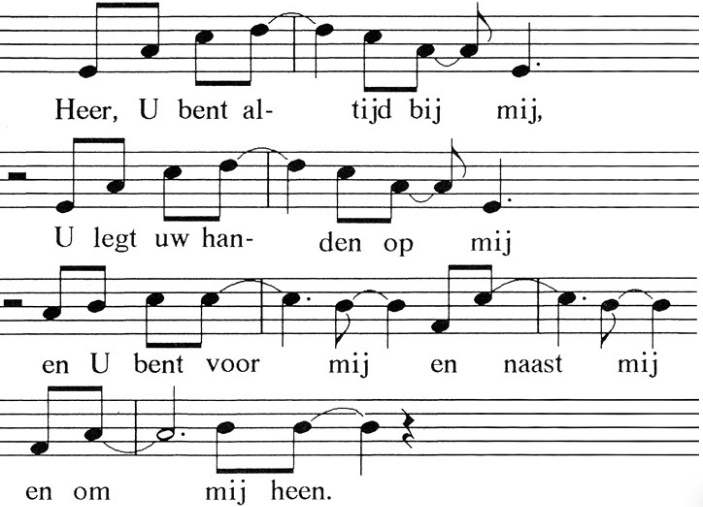 Heer, U bent al- tijd bij mij,
U legt uw han- den op mij
en U bent voor mij en naast mij
en om mij heen.